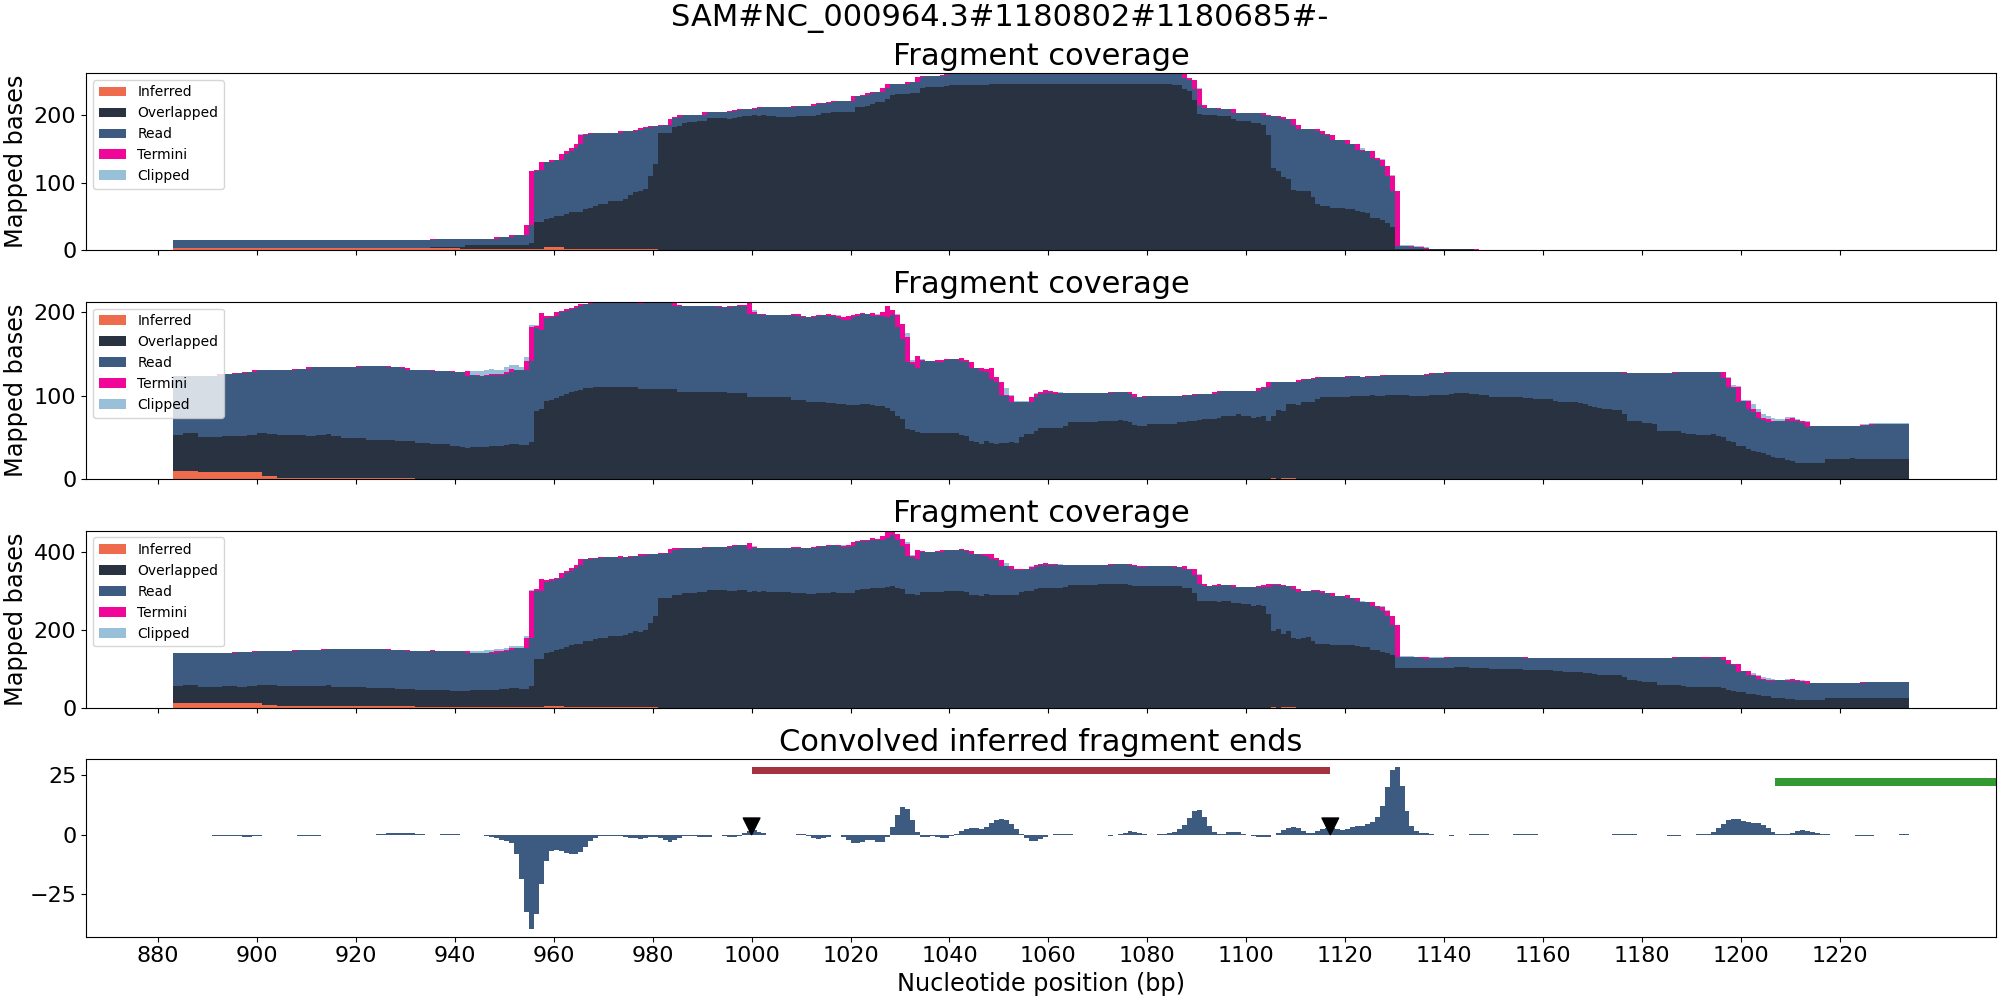 SAM#NC_000964.3#1180802#1180685#-
Fragment coverage
Mapped bases
200
100
0
Inferred
Overlapped
Read
Termini
Clipped
Fragment coverage
Mapped bases
200
100
0
Inferred
Overlapped
Read
Termini
Clipped
Fragment coverage
Mapped bases
400
200
0
Inferred
Overlapped
Read
Termini
Clipped
Convolved inferred fragment ends
25
0
−25
880 900 920 940 960 980 1000 1020 1040 1060 1080 1100 1120 1140 1160 1180 1200 1220
Nucleotide position (bp)